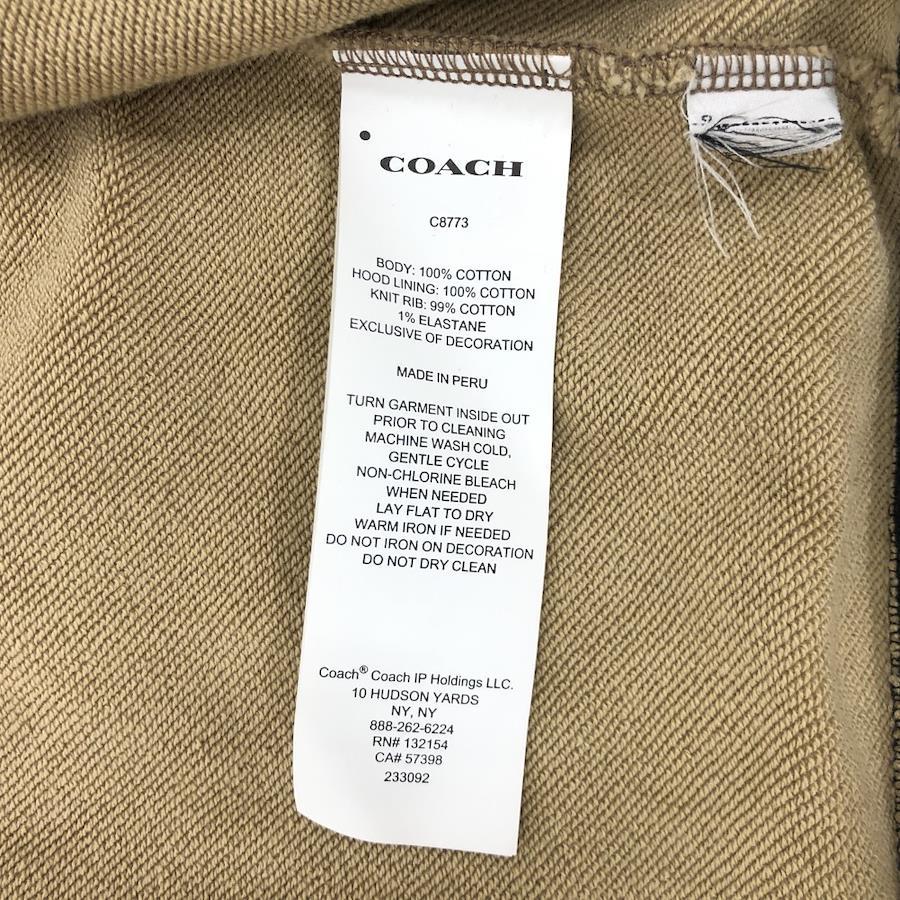 COACH
C8773
BODY: 100% COTTON
HOOD LINING: 100% COTTON
KNIT RIB: 99% COTTON
1% ELASTANE
EXCLUSIVE OF DECORATION
MADE IN PERU
TURN GARMENT INSIDE OUT
PRIOR TO CLEANING
MACHINE WASH COLD,
GENTLE CYCLE
NON-CHLORINE BLEACH
WHEN NEEDED
LAY FLAT TO DRY
WARM IRON IF NEEDED
DO NOT IRON ON DECORATION
DO NOT DRY CLEAN
Coach® Coach IP Holdings LLC.
10 HUDSON YARDS
NY, NY
888-262-6224
RN# 132154
CA# 57398
233092